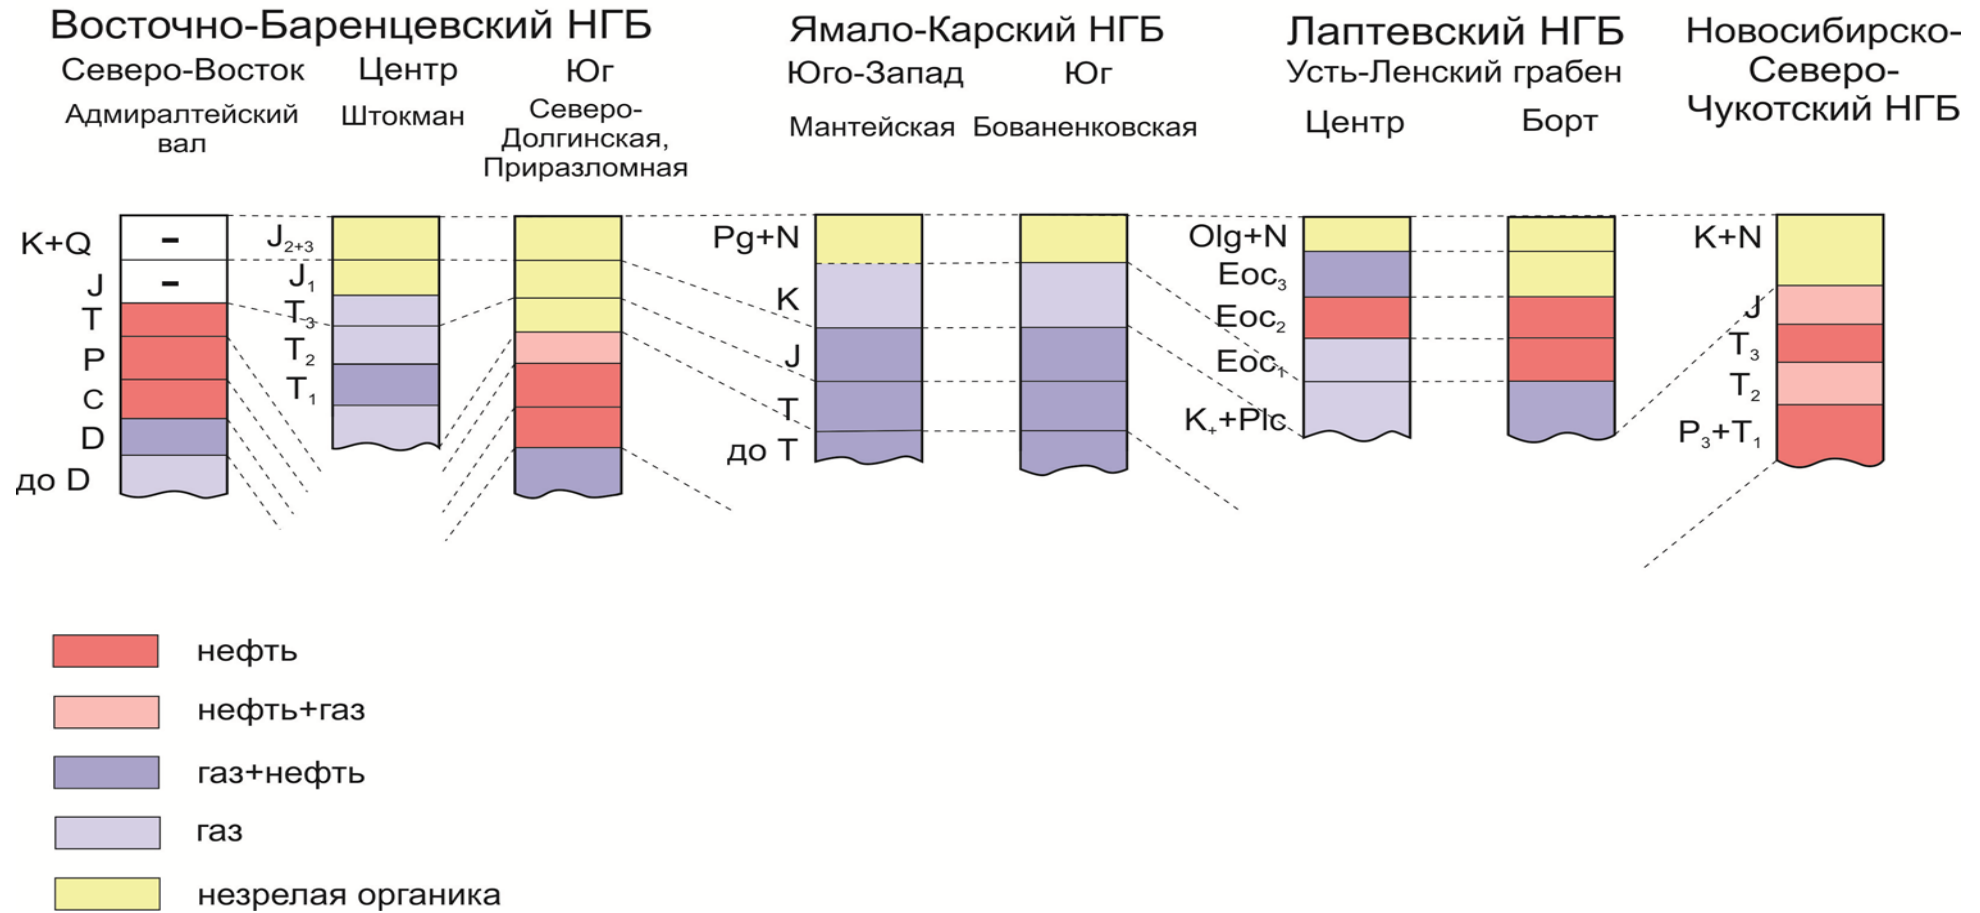 Восточно-Баренцевский НГБ
Северо-Восток
Центр
Юг
Адмиралтейский
вал
Штокман
Северо-
Долгинская,
Приразломная
Ямало-Карский НГБ
Юго-Запад
Юг
Мантейская
Бованенковская
Лаптевский НГБ
Усть-Ленский грабен
Центр
Борт
Новосибирско-
Северо-
Чукотский НГБ
K+Q
J
T
P
C
D
до D
J2+3
J1
T3
T2
T1
Pg+N
K
J
T
до T
Olg+N
Eoc3
Eoc2
Eoc1
K++Plc
K+N
J
T3
T2
P3+T1
-
-
нефть
нефть+газ
газ+нефть
газ
незрелая органика